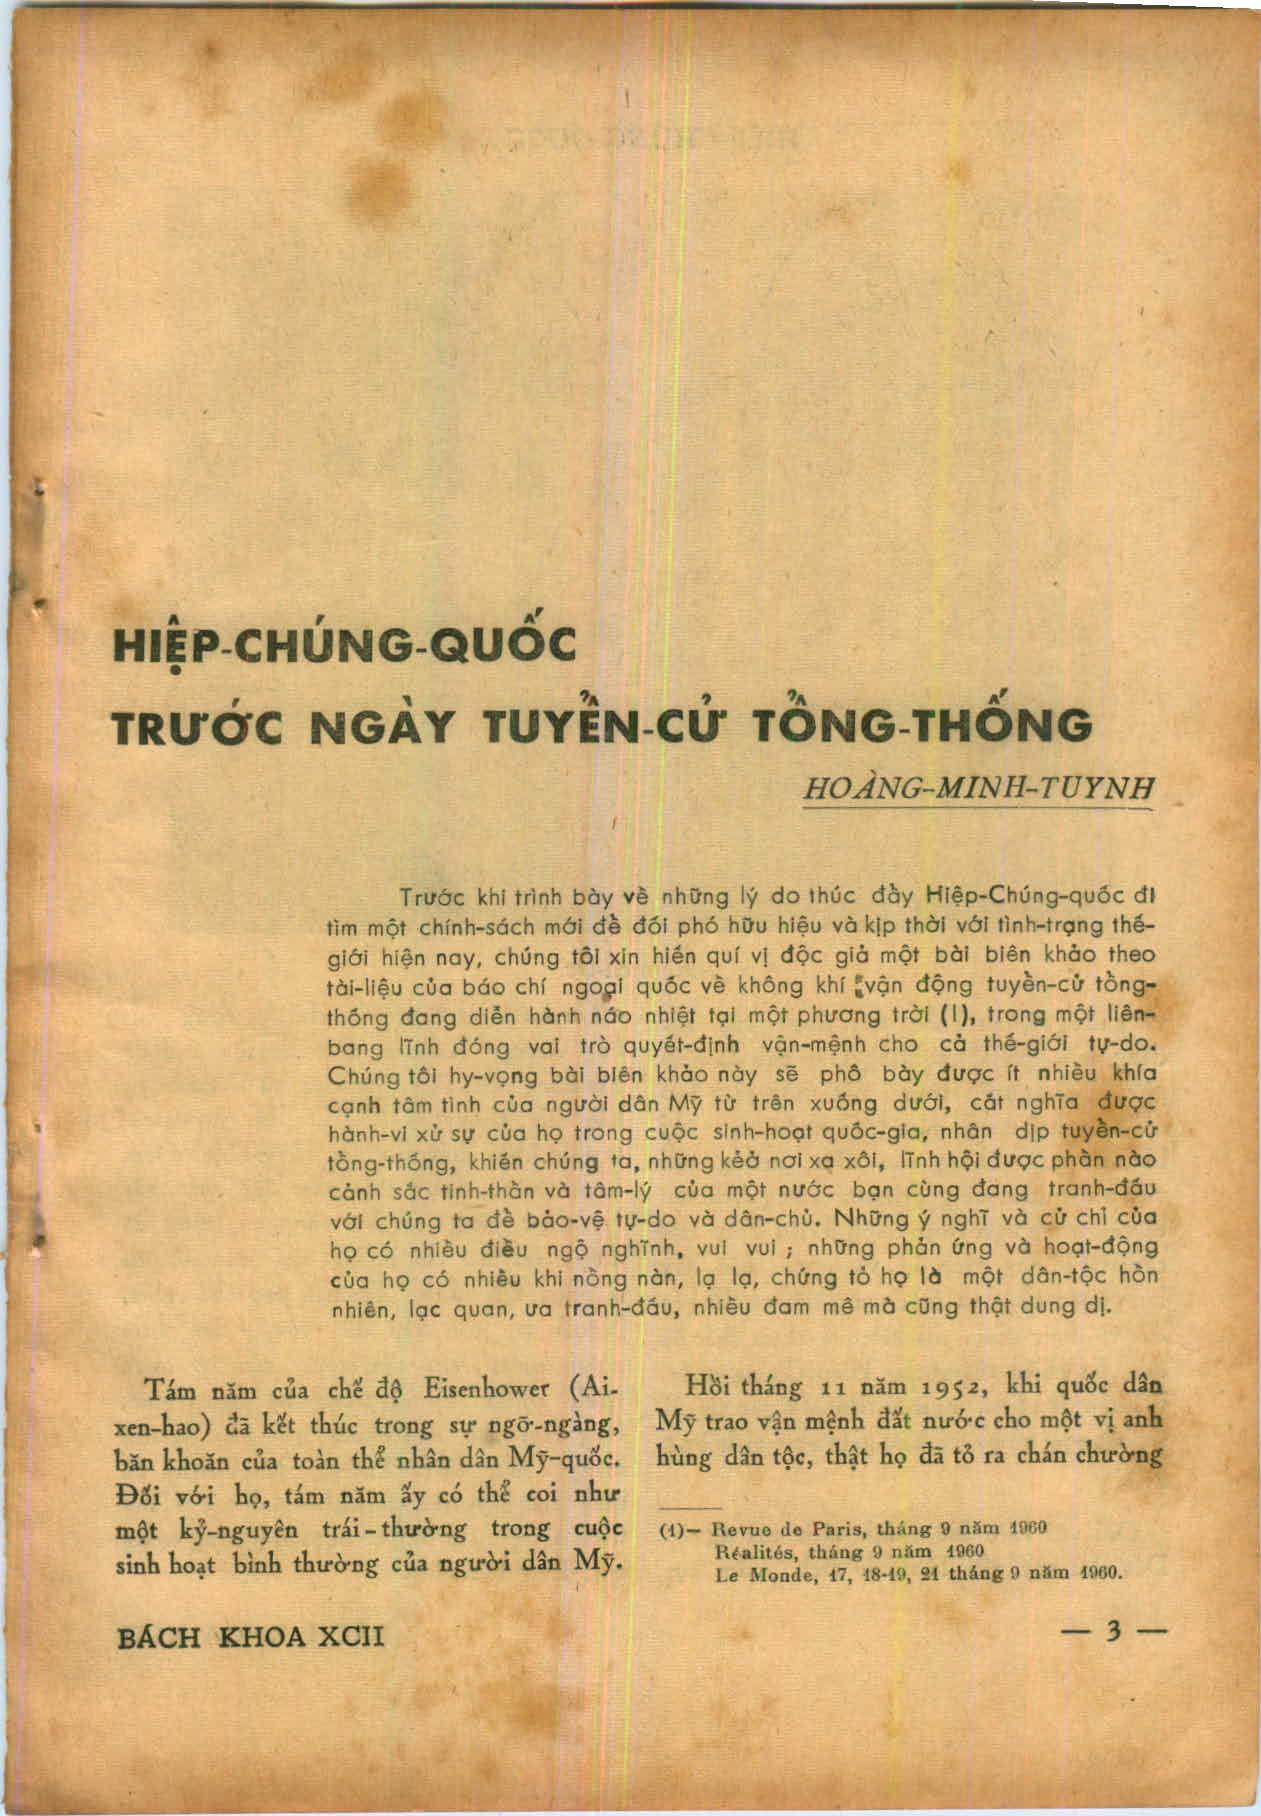 HIỆP-CHÚNG-QUỐC
TRƯỚC NGÀY TUYỂN-CỬ TỔNG-THỐNG
HOÀNG-MINH-TUYNH
Trước khi trình bày về những lý do thúc đẩy Hiệp-Chúng-quốc đi
tìm một chính-sách mới để đối phó hữu hiệu và kịp thời với tình-trạng thế-
giới hiện nay, chúng tôi xin hiến quí vị độc giả một bài biên khảo theo
tài-liệu của báo chí ngoại quốc về không khí vận động tuyển-cử tổng-
thống đang diễn hành náo nhiệt tại một phương trời (1), trong một liên-
bang lĩnh đóng vai trò quyết-định vận-mệnh cho cả thế-giới tự-do.
Chúng tôi hy-vọng bài biên khảo này sẽ phô bày được ít nhiều khía
cạnh tâm tình của người dân Mỹ từ trên xuống dưới, cắt nghĩa được
hành-vi xử sự của họ trong cuộc sinh-hoạt quốc-gia, nhân dịp tuyển-cử
tổng-thống, khiến chúng ta, những kẻ ở nơi xa xôi, lĩnh hội được phần nào
cảnh sắc tinh-thần và tâm-lý của một nước bạn cùng đang tranh-đấu
với chúng ta để bảo-vệ tự-do và dân-chủ. Những ý nghĩ và cử chỉ của
họ có nhiều điều ngộ nghĩnh, vui vui ; những phản ứng và hoạt-động
của họ có nhiều khi nồng nàn, lạ lạ, chứng tỏ họ là một dân-tộc hồn
nhiên, lạc quan, ưa tranh-đấu, nhiều đam mê mà cũng thật dung dị.
Tám năm của chế độ Eisenhower (Ai-
xen-hao) đã kết thúc trong sự ngỡ-ngàng,
băn khoăn của toàn thể nhân dân Mỹ-quốc.
Đối với họ, tám năm ấy có thể coi như
một kỷ-nguyên trái-thường trong cuộc
sinh hoạt bình thường của người dân Mỹ.
Hồi tháng 11 năm 1952, khi quốc dân
Mỹ trao vận mệnh đất nước cho một vị anh
hùng dân tộc, thật họ đã tỏ ra chán chường
(1)— Revue de Paris, tháng 9 năm 1960
Réalités, tháng 9 năm 1960
Le Monde, 17, 18-19, 21 tháng 9 năm 1960.
BÁCH KHOA XCII
— 3 —